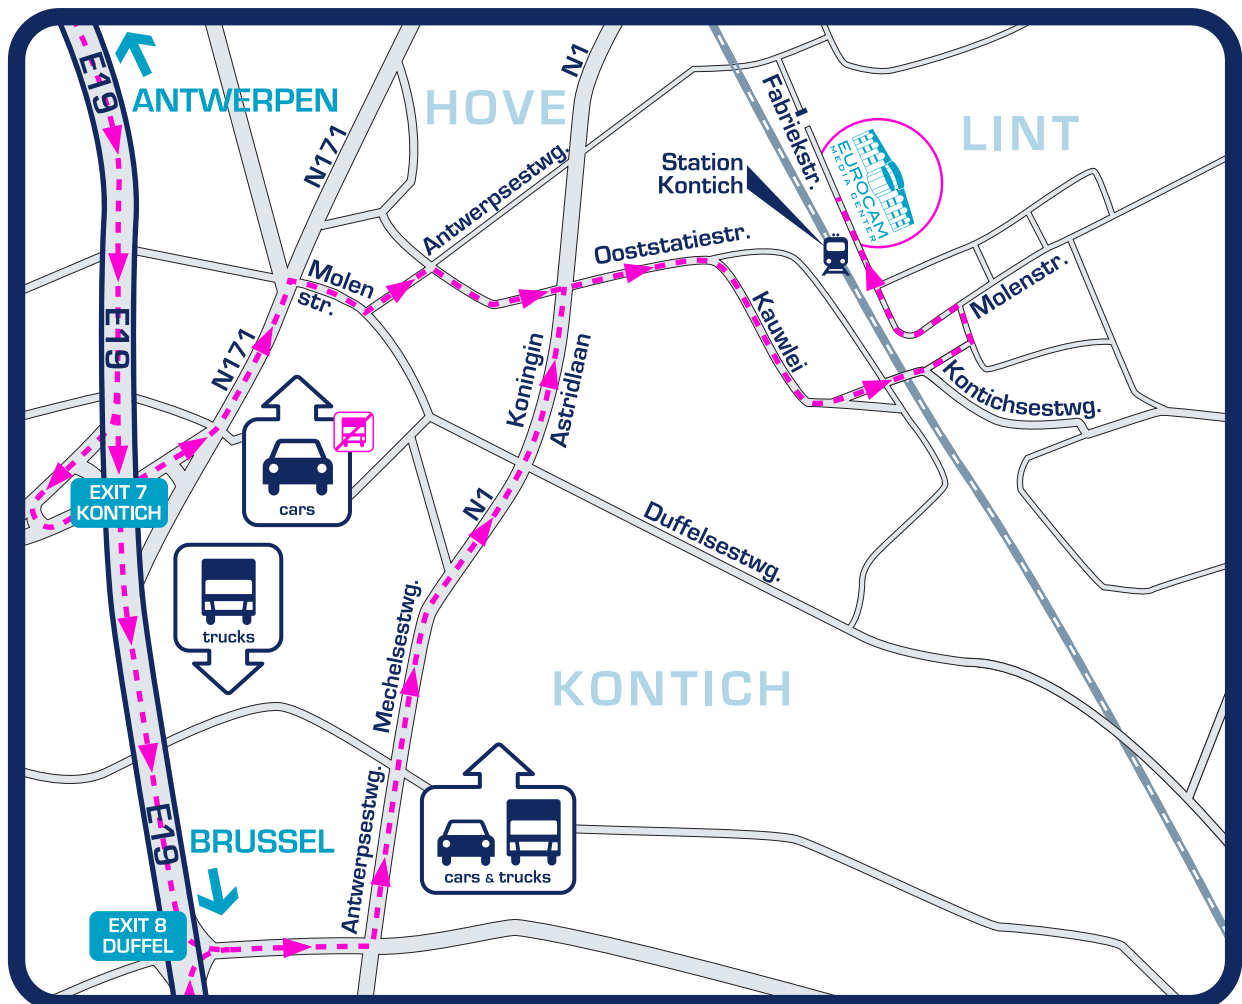 E19
ANTWERPEN
N171
HOVE
N1
Fabriekstr.
LINT
EUROCAM
MEDIA CENTER
Station
Kontich
Antwerpsestwg.
Ooststatiestr.
Molen
str.
Molenstr.
E19
N171
Kauwlei
Koningin
Astridlaan
Kontichsestwg.
EXIT 7
KONTICH
cars
N1
Duffelsestwg.
trucks
Mechelsestwg.
KONTICH
E19
BRUSSEL
Antwerpsestwg.
cars & trucks
EXIT 8
DUFFEL